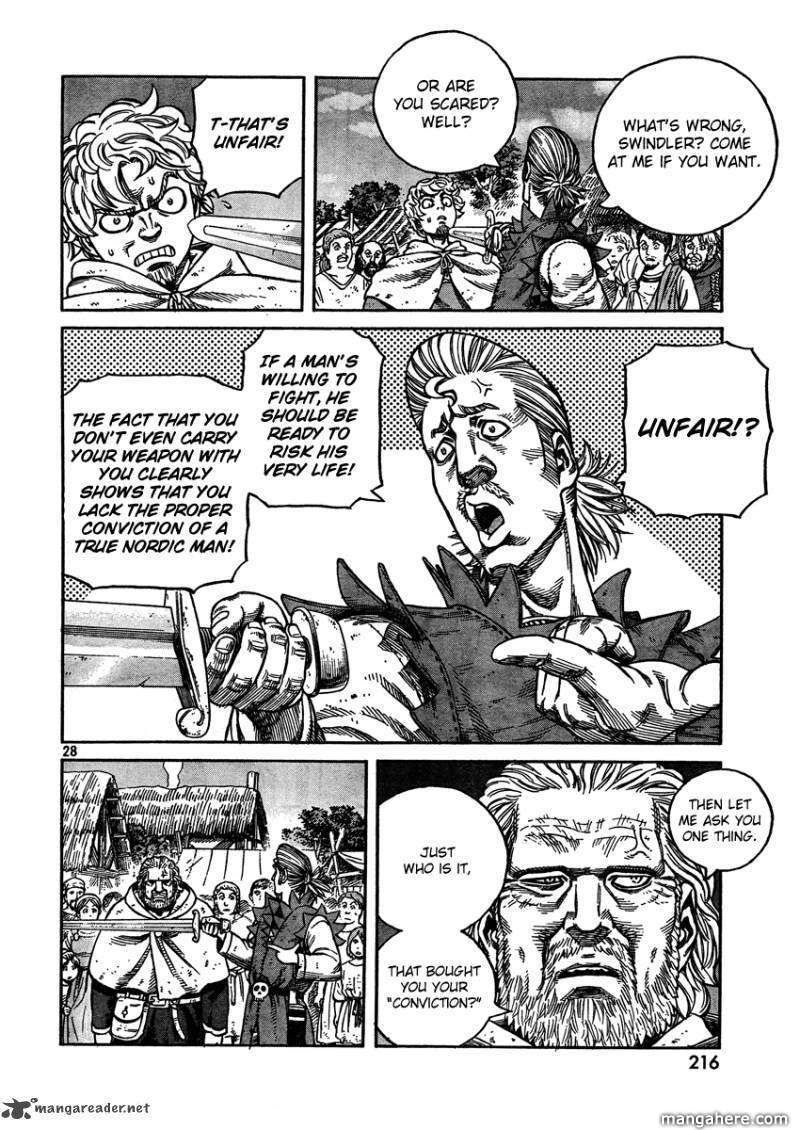 WHAT'S WRONG,
SWINDLER? COME
AT ME IF YOU WANT.
OR ARE
YOU SCARED?
WELL?
T-THAT'S
UNFAIR!
UNFAIR!?
IF A MAN'S
WILLING TO
FIGHT, HE
SHOULD BE
READY TO
RISK HIS
VERY LIFE!
THE FACT THAT YOU
DON'T EVEN CARRY
YOUR WEAPON WITH
YOU CLEARLY
SHOWS THAT YOU
LACK THE PROPER
CONVICTION OF A
TRUE NORDIC MAN!
28
THEN LET
ME ASK YOU
ONE THING.
JUST
WHO IS IT,
THAT BOUGHT
YOU YOUR
"CONVICTION?"
216
mangareader.net
mangahere.com